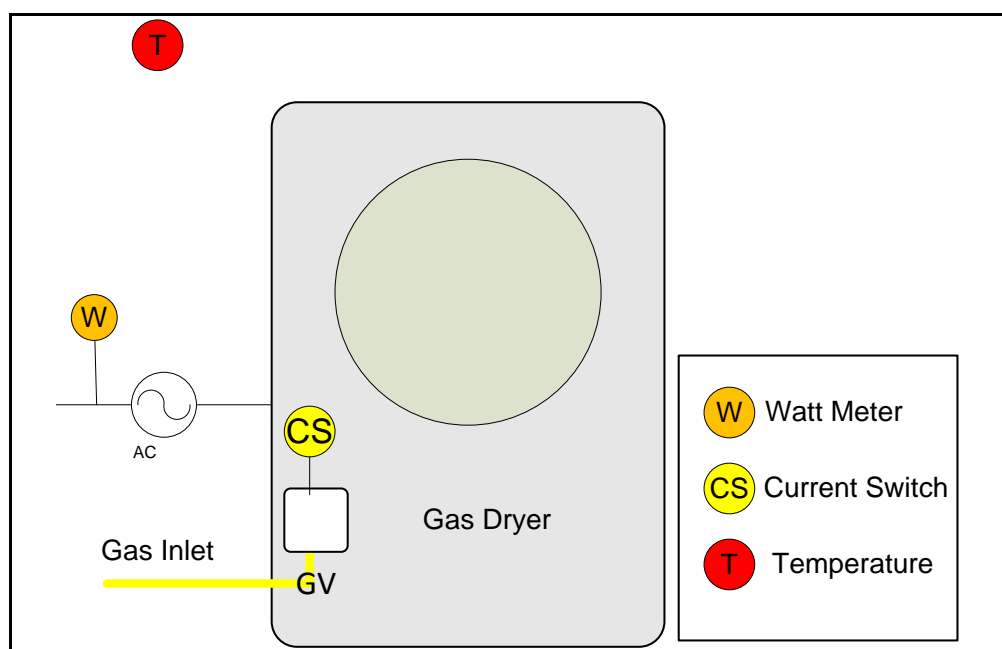 T
W
AC
CS
Gas Inlet
GV
Gas Dryer
W Watt Meter
CS Current Switch
T Temperature